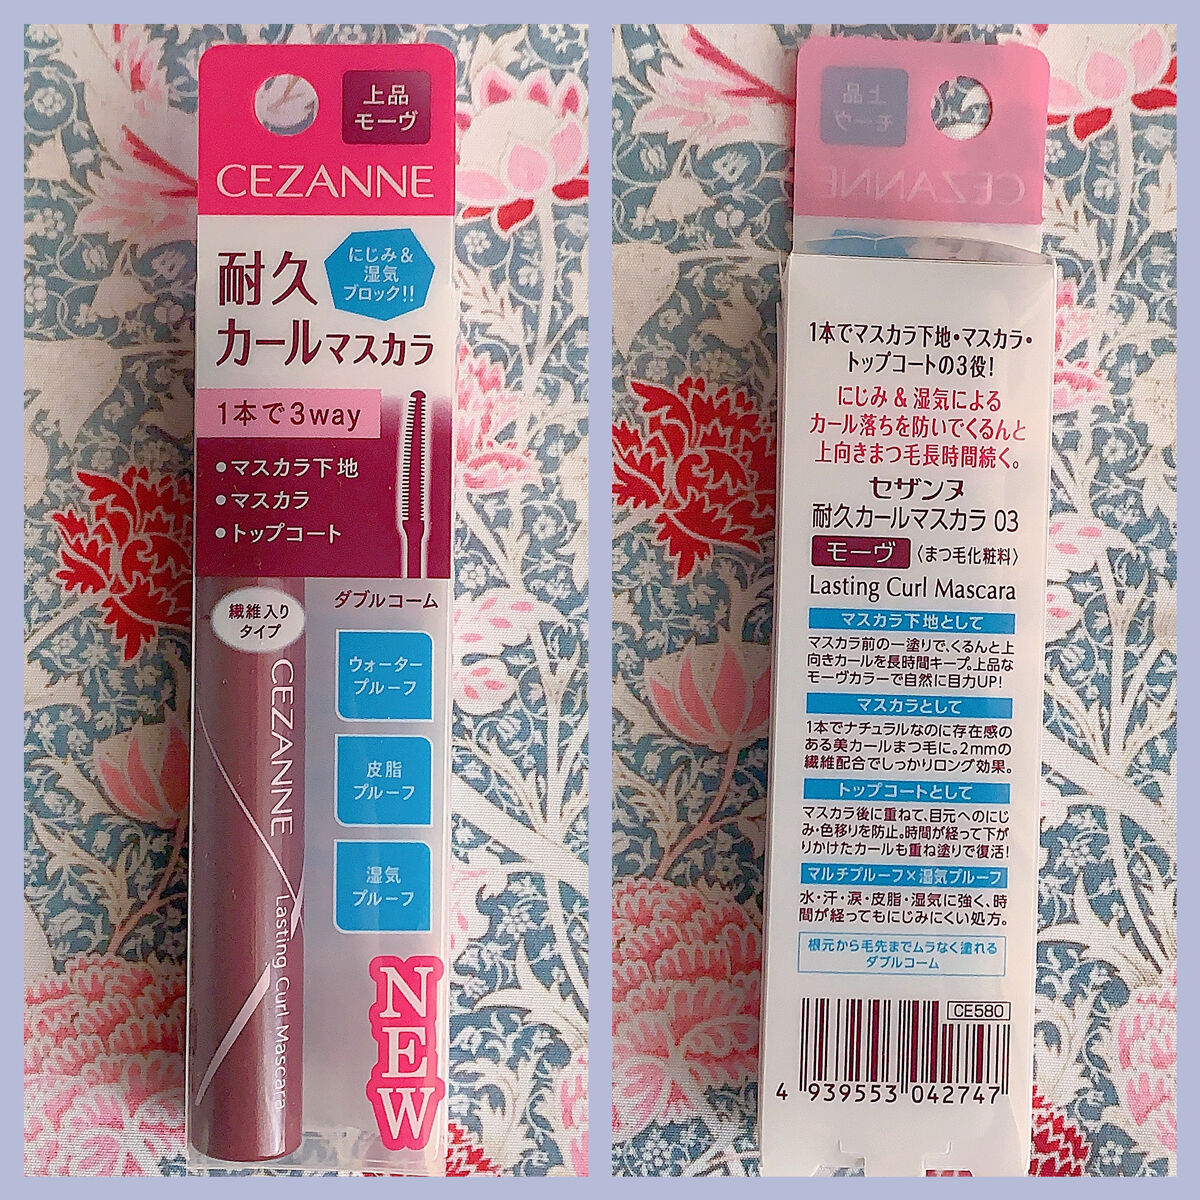 上品
モーヴ
CEZANNE
にじみ&
湿気
ブロック!!
耐久
カールマスカラ
1本で3way
•マスカラ下地
•マスカラ
•トップコート
ダブルコーム
繊維入り
タイプ
ウォーター
プルーフ
皮脂
プルーフ
湿気
プルーフ
CEZANNE
Lasting Curl Mascara
NEW
上品
モーヴ
CEZANNE
1本でマスカラ下地・マスカラ・
トップコートの3役!
にじみ&湿気による
カール落ちを防いでくるんと
上向きまつ毛長時間続く。
セザンヌ
耐久カールマスカラ 03
モーヴ〈まつ毛化粧料〉
Lasting Curl Mascara
マスカラ下地として
マスカラ前の一塗りで、くるんと上
向きカールを長時間キープ。上品な
モーヴカラーで自然に目力UP!
マスカラとして
1本でナチュラルなのに存在感の
ある美カールまつ毛に。2mmの
繊維配合でしっかりロング効果。
トップコートとして
マスカラ後に重ねて、目元へのにじ
み・色移りを防止。時間が経って下が
りかけたカールも重ね塗りで復活!
マルチプルーフ×湿気プルーフ
水・汗・涙・皮脂・湿気に強く、時
間が経ってもにじみにくい処方。
根元から毛先までムラなく塗れる
ダブルコーム
CE580
4 939553 042747